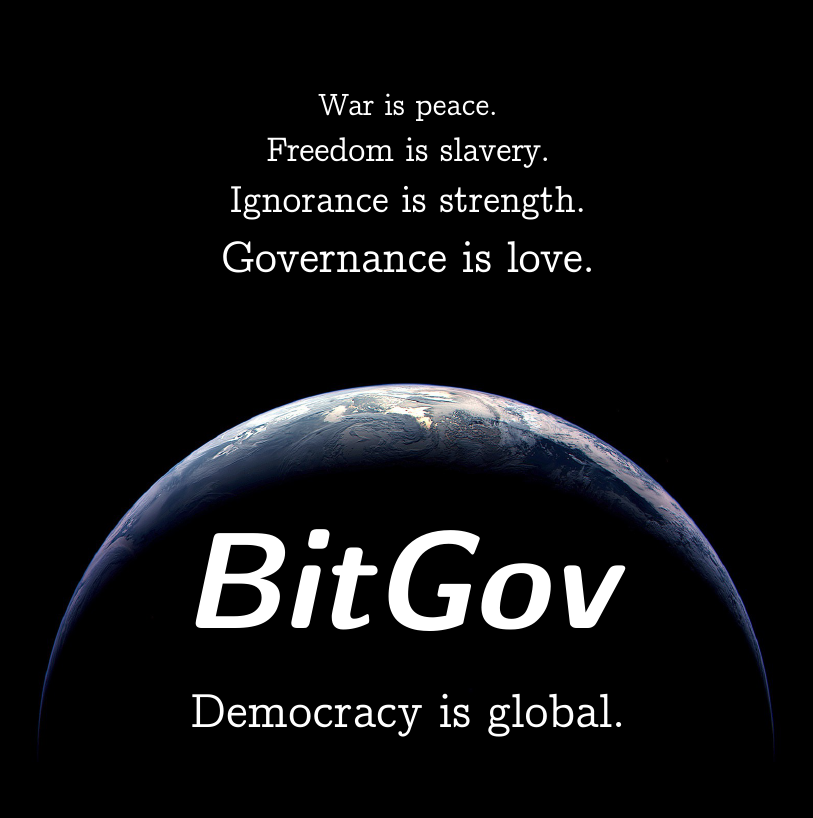 War is peace.
Freedom is slavery.
Ignorance is strength.
Governance is love.
BitGov
Democracy is global.